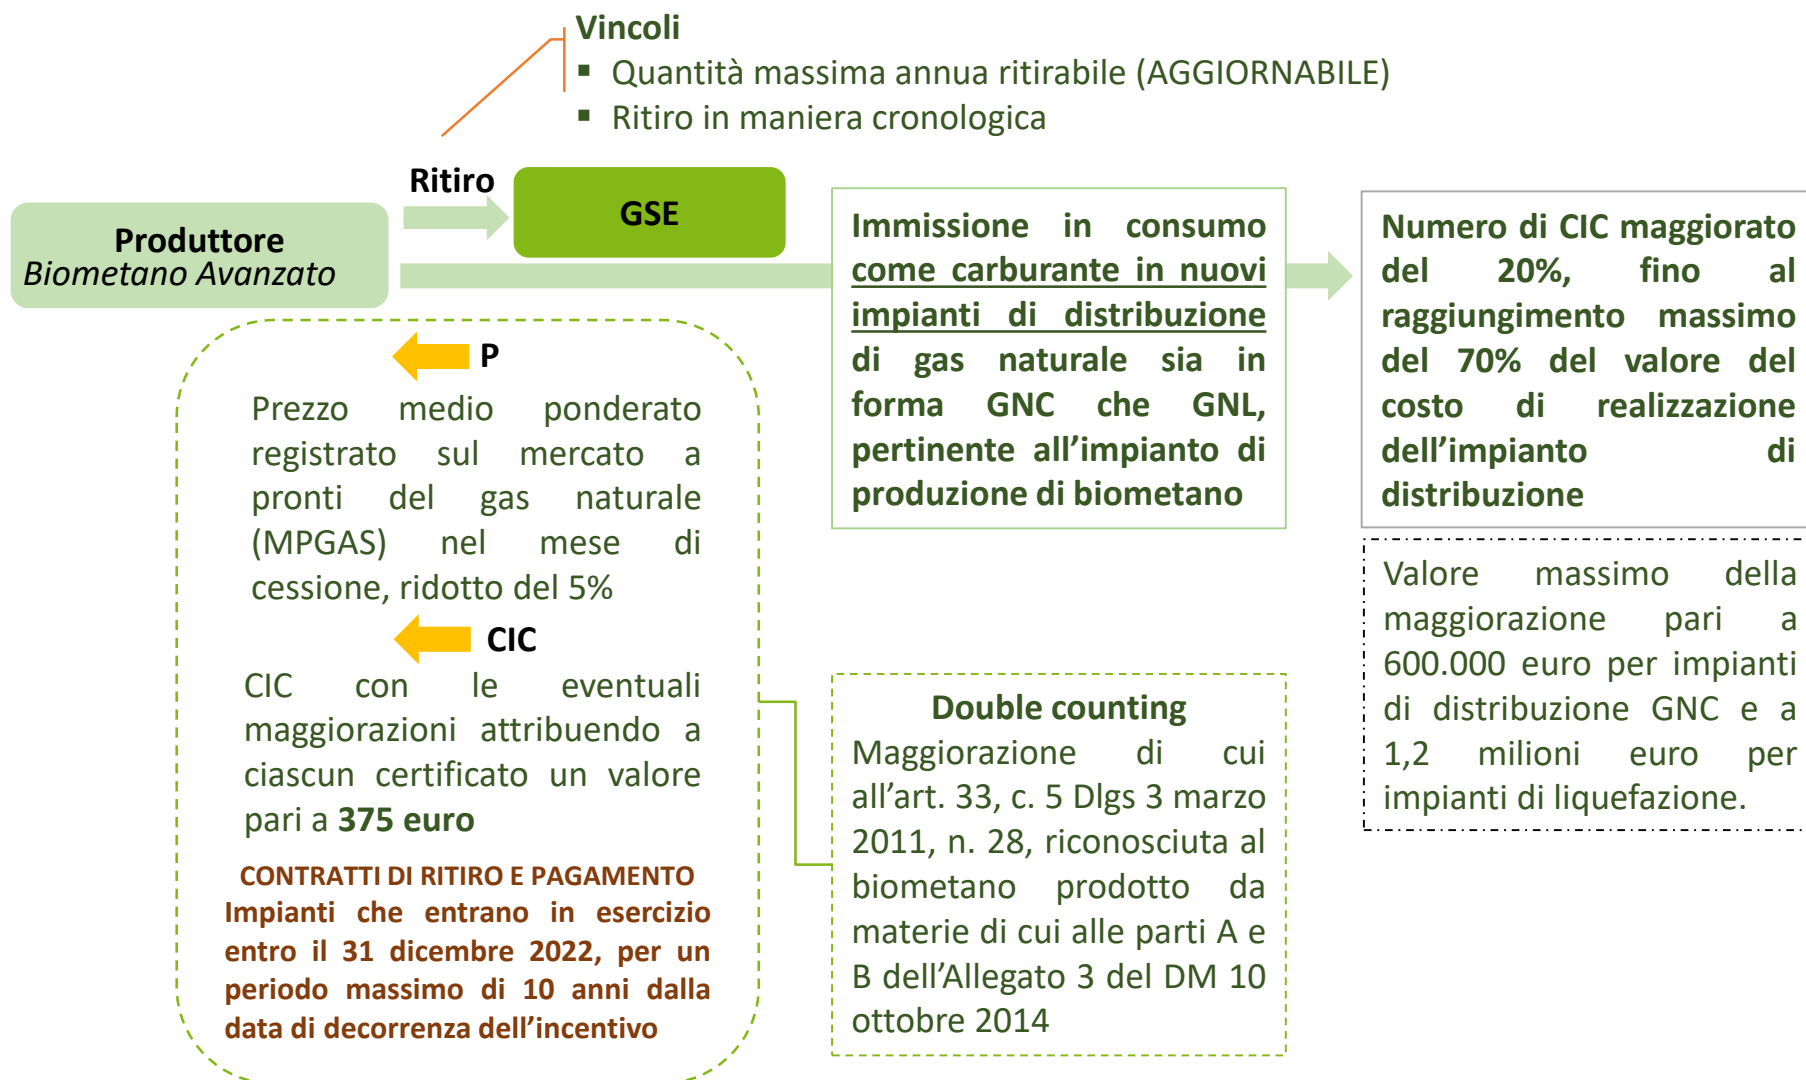 Vincoli
▪ Quantità massima annua ritirabile (AGGIORNABILE)
▪ Ritiro in maniera cronologica
Ritiro
GSE
Produttore
Biometano Avanzato
P
Prezzo medio ponderato
registrato sul mercato a
pronti del gas naturale
(MPGAS) nel mese di
cessione, ridotto del 5%
CIC
CIC con le eventuali
maggiorazioni attribuendo a
ciascun certificato un valore
pari a 375 euro
CONTRATTI DI RITIRO E PAGAMENTO
Impianti che entrano in esercizio
entro il 31 dicembre 2022, per un
periodo massimo di 10 anni dalla
data di decorrenza dell’incentivo
Immissione in consumo
come carburante in nuovi
impianti di distribuzione
di gas naturale sia in
forma GNC che GNL,
pertinente all’impianto di
produzione di biometano
Double counting
Maggiorazione di cui
all’art. 33, c. 5 Dlgs 3 marzo
2011, n. 28, riconosciuta al
biometano prodotto da
materie di cui alle parti A e
B dell’Allegato 3 del DM 10
ottobre 2014
Numero di CIC maggiorato
del 20%, fino al
raggiungimento massimo
del 70% del valore del
costo di realizzazione
dell’impianto di
distribuzione
Valore massimo della
maggiorazione pari a
600.000 euro per impianti
di distribuzione GNC e a
1,2 milioni euro per
impianti di liquefazione.